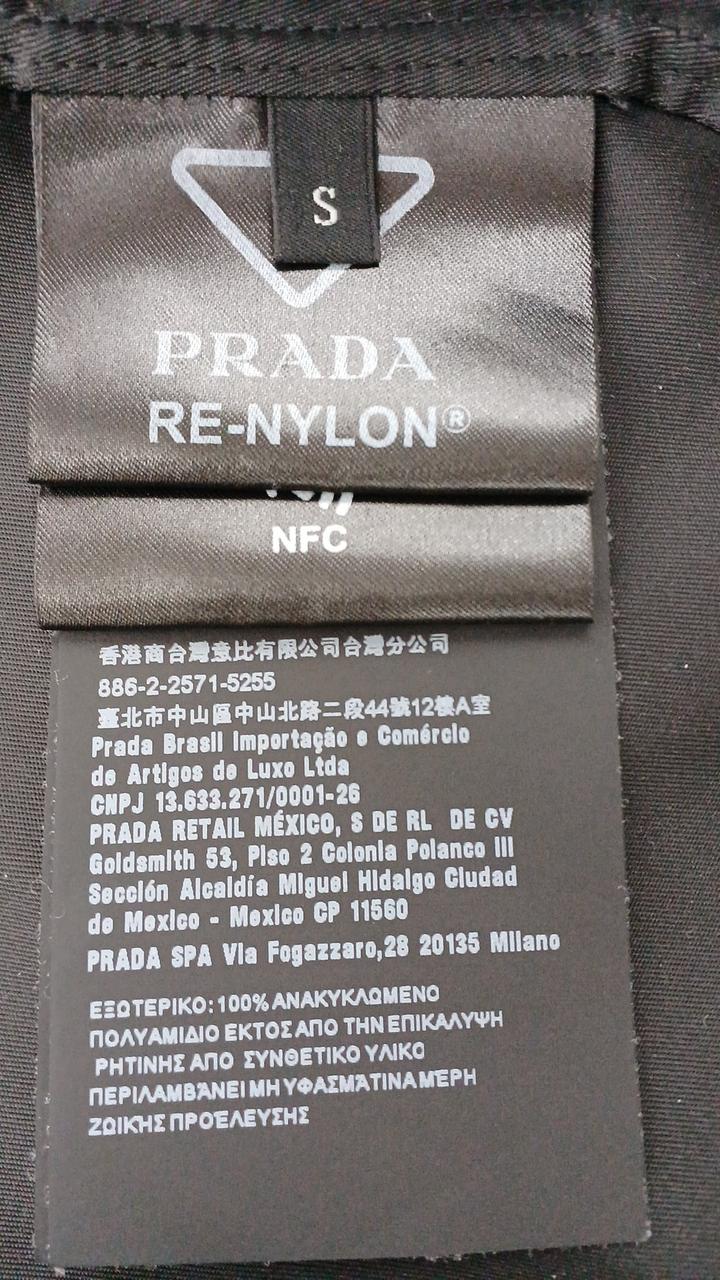 S
PRADA
RE-NYLON®
NFC
香港商台灣意比有限公司台灣分公司
886-2-2571-5255
臺北市中山區中山北路二段44號12樓A室
Prada Brasil Importação e Comércio
de Artigos de Luxo Ltda
CNPJ 13.633.271/0001-26
PRADA RETAIL MÉXICO, S DE RL DE CV
Goldsmith 53, Piso 2 Colonia Polanco III
Sección Alcaldía Miguel Hidalgo Ciudad
de Mexico - Mexico CP 11560
PRADA SPA Via Fogazzaro,28 20135 Milano
ΕΞΩΤΕΡΙΚΟ: 100% ΑΝΑΚΥΚΛΩΜΕΝΟ
ΠΟΛΥΑΜΙΔΙΟ ΕΚΤΟΣ ΑΠΟ ΤΗΝ ΕΠΙΚΑΛΥΨΗ
ΡΗΤΙΝΗΣ ΑΠΟ ΣΥΝΘΕΤΙΚΟ ΥΛΙΚΟ
ΠΕΡΙΛΑΜΒΆΝΕΙ ΜΗ ΥΦΑΣΜΆΤΙΝΑ ΜΈΡΗ
ΖΩΙΚΉΣ ΠΡΟΈΛΕΥΣΗΣ